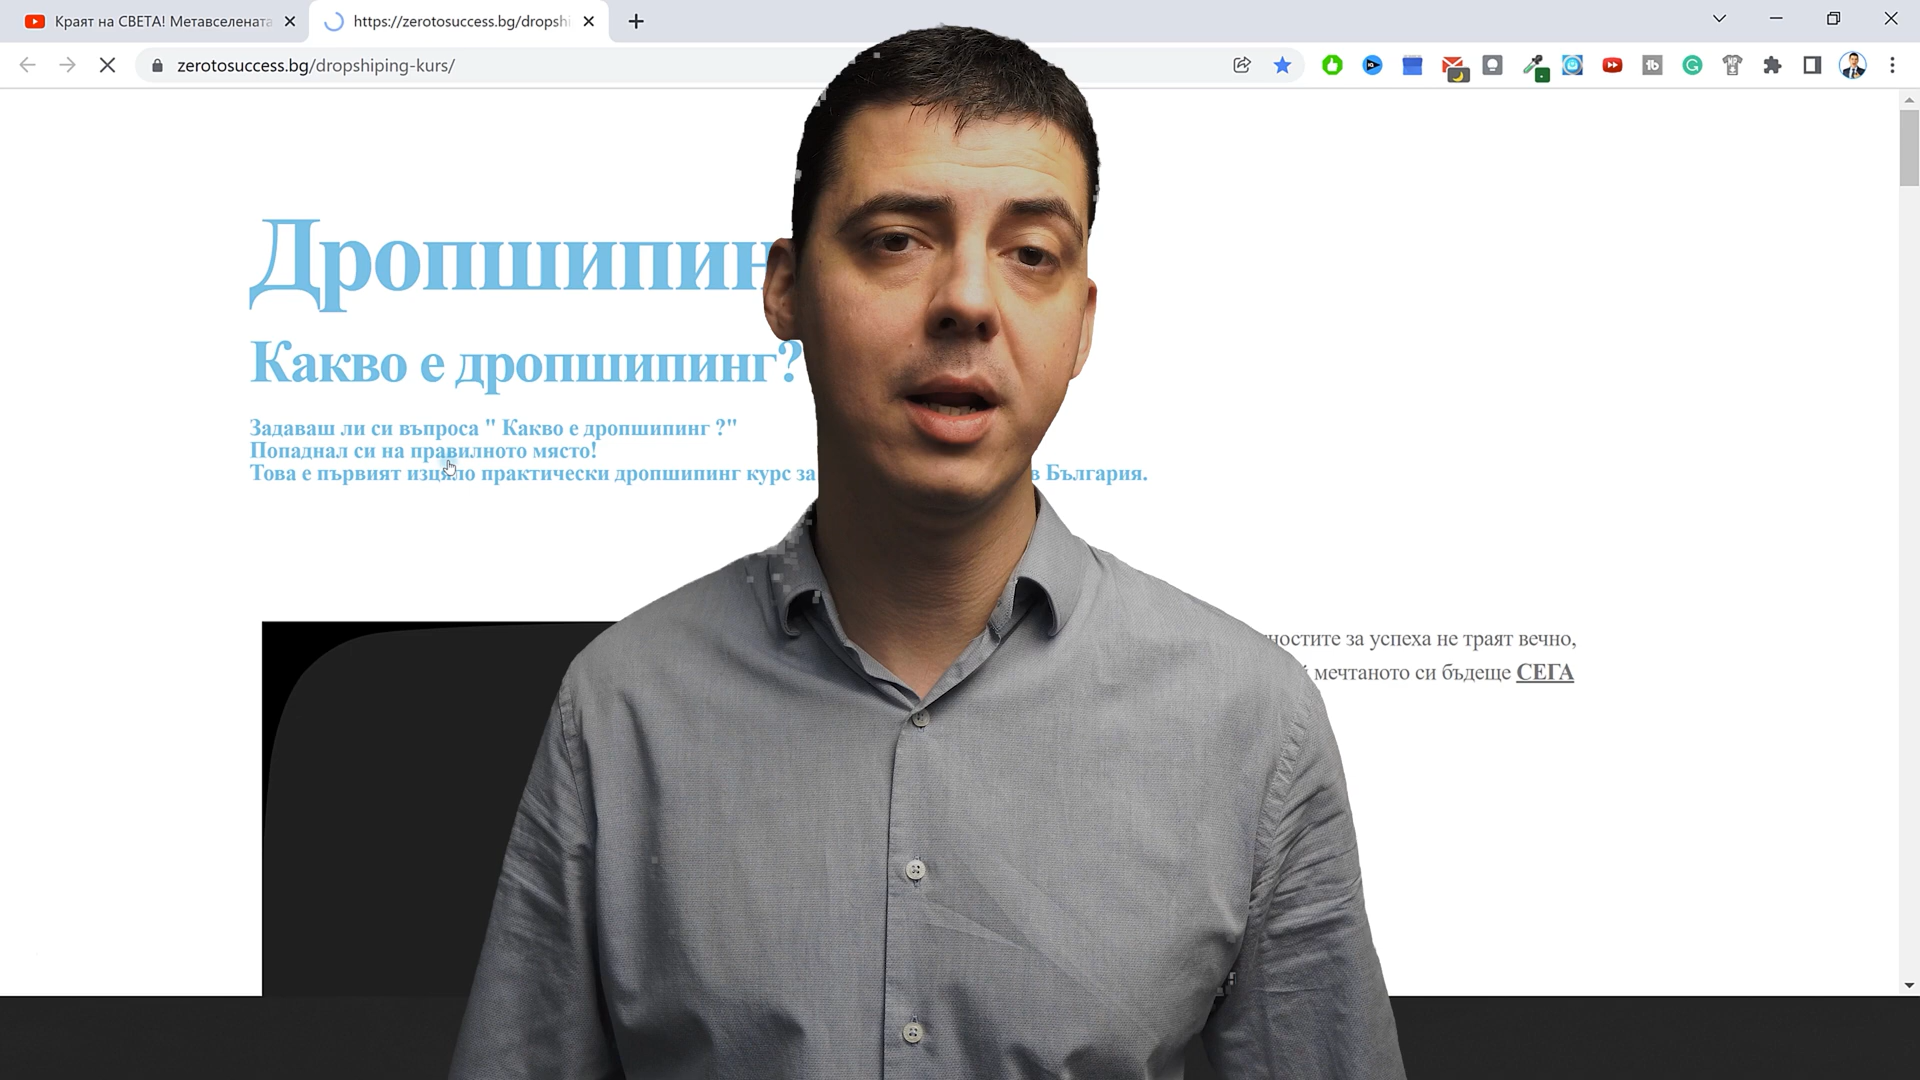 Краят на СВЕТА! Метавселената
https://zerotosuccess.bg/dropshi
zerotosuccess.bg/dropshiping-kurs/
Какво е дропшипинг?
Задаваш ли си въпроса " Какво е дропшипинг ?"
Попаднал си на правилното място!
Това е първият изцяло практически дропшипинг курс за в България.
за успеха не траят вечно,
мечтаното си бъдеще СЕГА